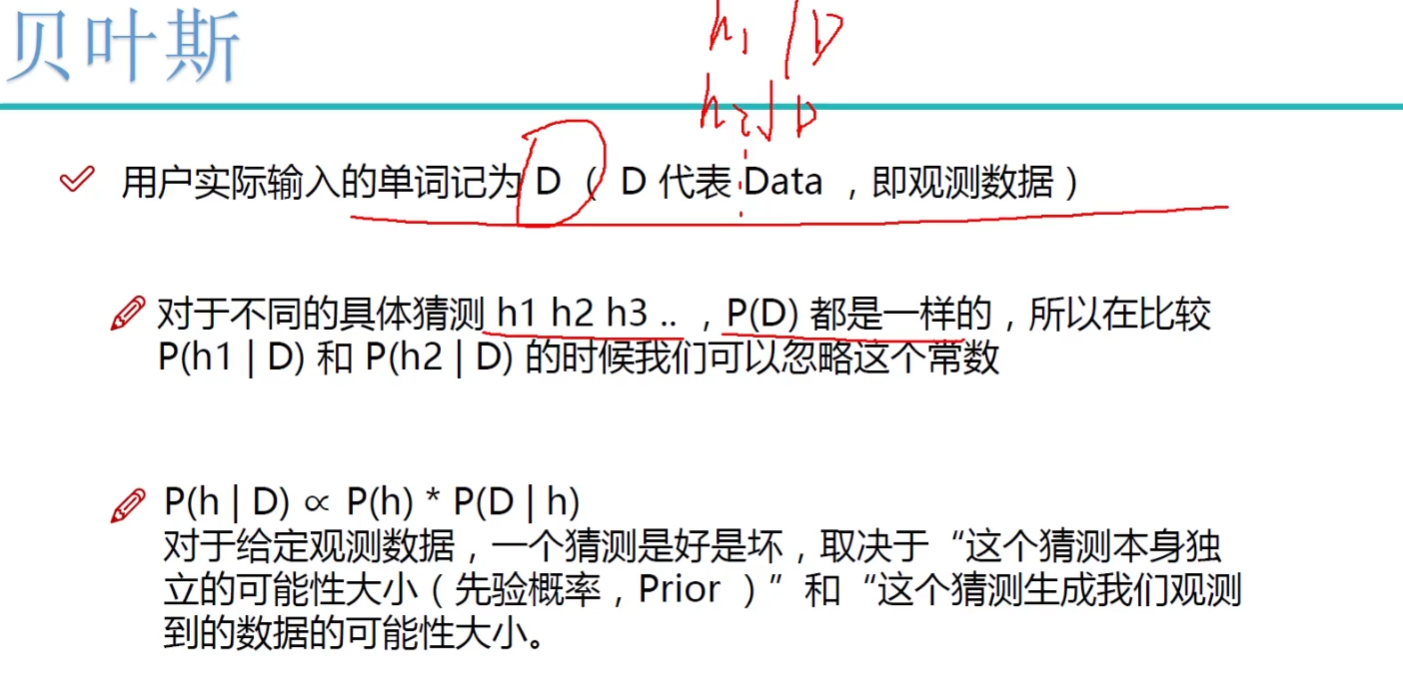 贝叶斯
h1 / D
h2 / D
用户实际输入的单词记为 D （ D 代表 Data ，即观测数据 ）
对于不同的具体猜测 h1 h2 h3 .. ，P(D) 都是一样的，所以在比较
P(h1 | D) 和 P(h2 | D) 的时候我们可以忽略这个常数
P(h | D) ∝ P(h) * P(D | h)
对于给定观测数据，一个猜测是好是坏，取决于“这个猜测本身独
立的可能性大小（先验概率，Prior ）”和“这个猜测生成我们观测
到的数据的可能性大小。